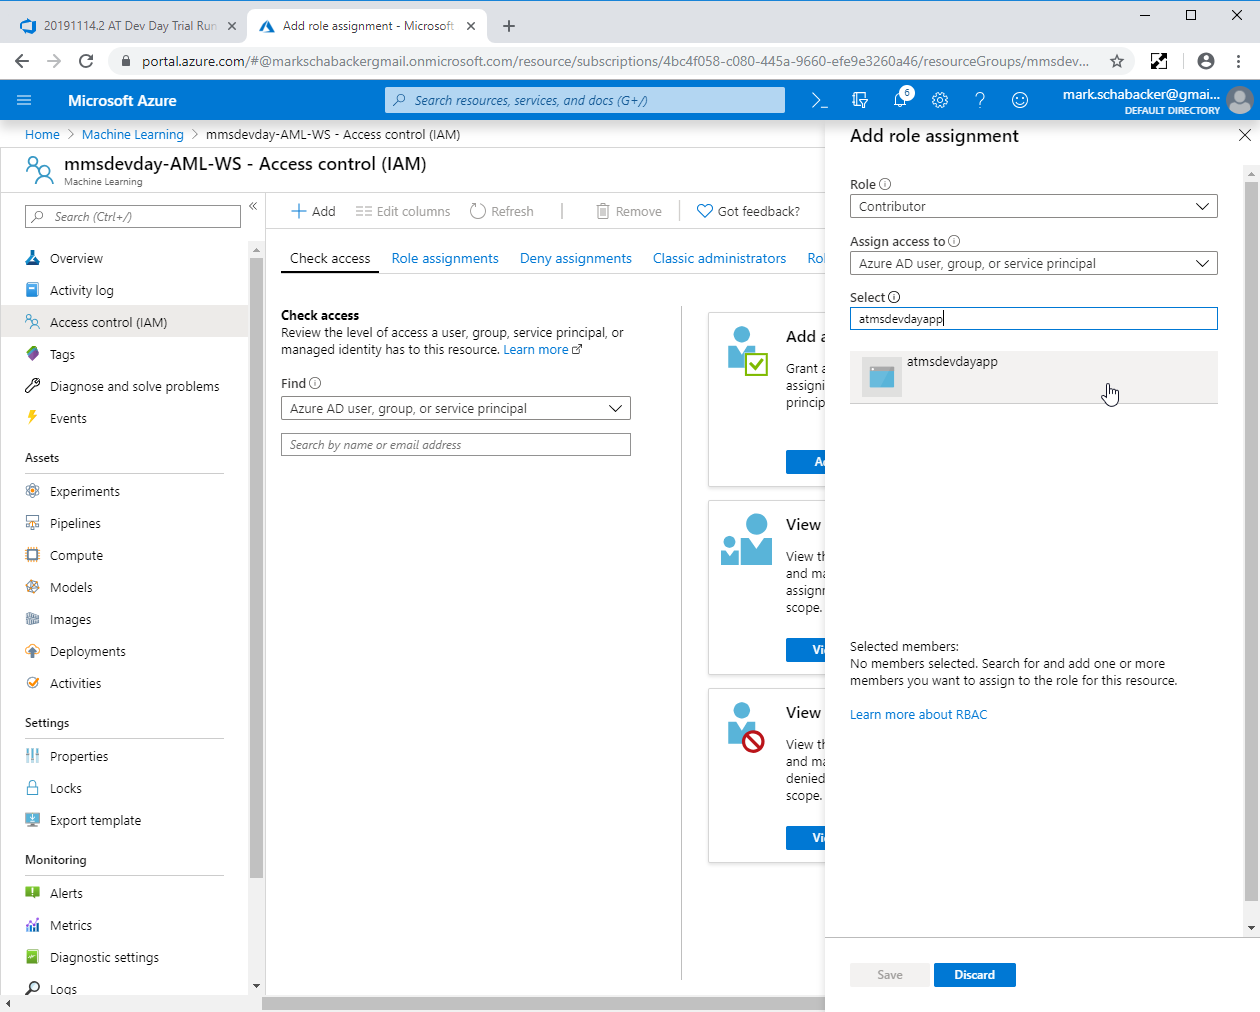 20191114.2 AT Dev Day Trial Run
Add role assignment - Microsoft
portal.azure.com/#@markschabackergmail.onmicrosoft.com/resource/subscriptions/4bc4f058-c080-445a-9660-efe9e3260a46/resourceGroups/mmsdev...
Microsoft Azure
Search resources, services, and docs (G+/)
6
mark.schabacker@gmai...
DEFAULT DIRECTORY
Home > Machine Learning > mmsdevday-AML-WS - Access control (IAM)
mmsdevday-AML-WS - Access control (IAM)
Machine Learning
Search (Ctrl+/)
Overview
Activity log
Access control (IAM)
Tags
Diagnose and solve problems
Events
Assets
Experiments
Pipelines
Compute
Models
Images
Deployments
Activities
Settings
Properties
Locks
Export template
Monitoring
Alerts
Metrics
Diagnostic settings
Logs
Add
Edit columns
Refresh
Remove
Got feedback?
Check access
Role assignments
Deny assignments
Classic administrators
Ro
Check access
Review the level of access a user, group, service principal, or
managed identity has to this resource. Learn more
Find
Azure AD user, group, or service principal
Search by name or email address
Add a
Grant a
assigni
princip
Ac
View
View th
and ma
assignm
scope.
Vi
View
View th
and ma
denied
scope.
Vi
Add role assignment
Role
Contributor
Assign access to
Azure AD user, group, or service principal
Select
atmsdevdayapp
atmsdevdayapp
Selected members:
No members selected. Search for and add one or more
members you want to assign to the role for this resource.
Learn more about RBAC
Save
Discard